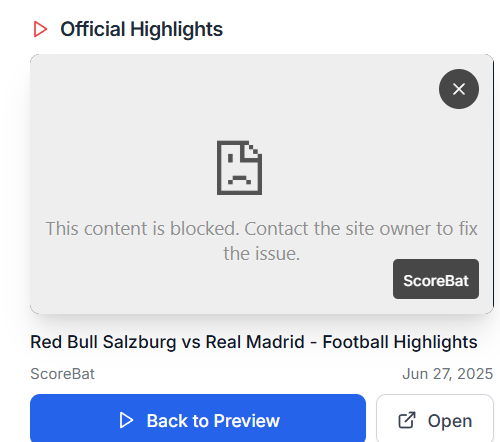 Official Highlights
This content is blocked. Contact the site owner to fix
the issue.
ScoreBat
Red Bull Salzburg vs Real Madrid - Football Highlights
ScoreBat Jun 27, 2025
Back to Preview Open